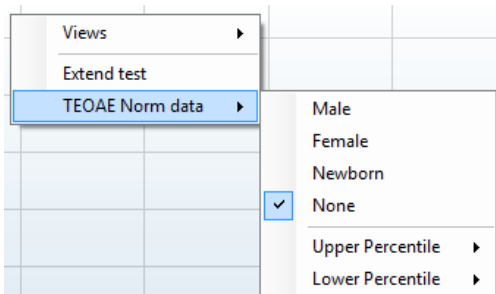 Views
Extend test
TEOAE Norm data
Male
Female
Newborn
None
Upper Percentile
Lower Percentile